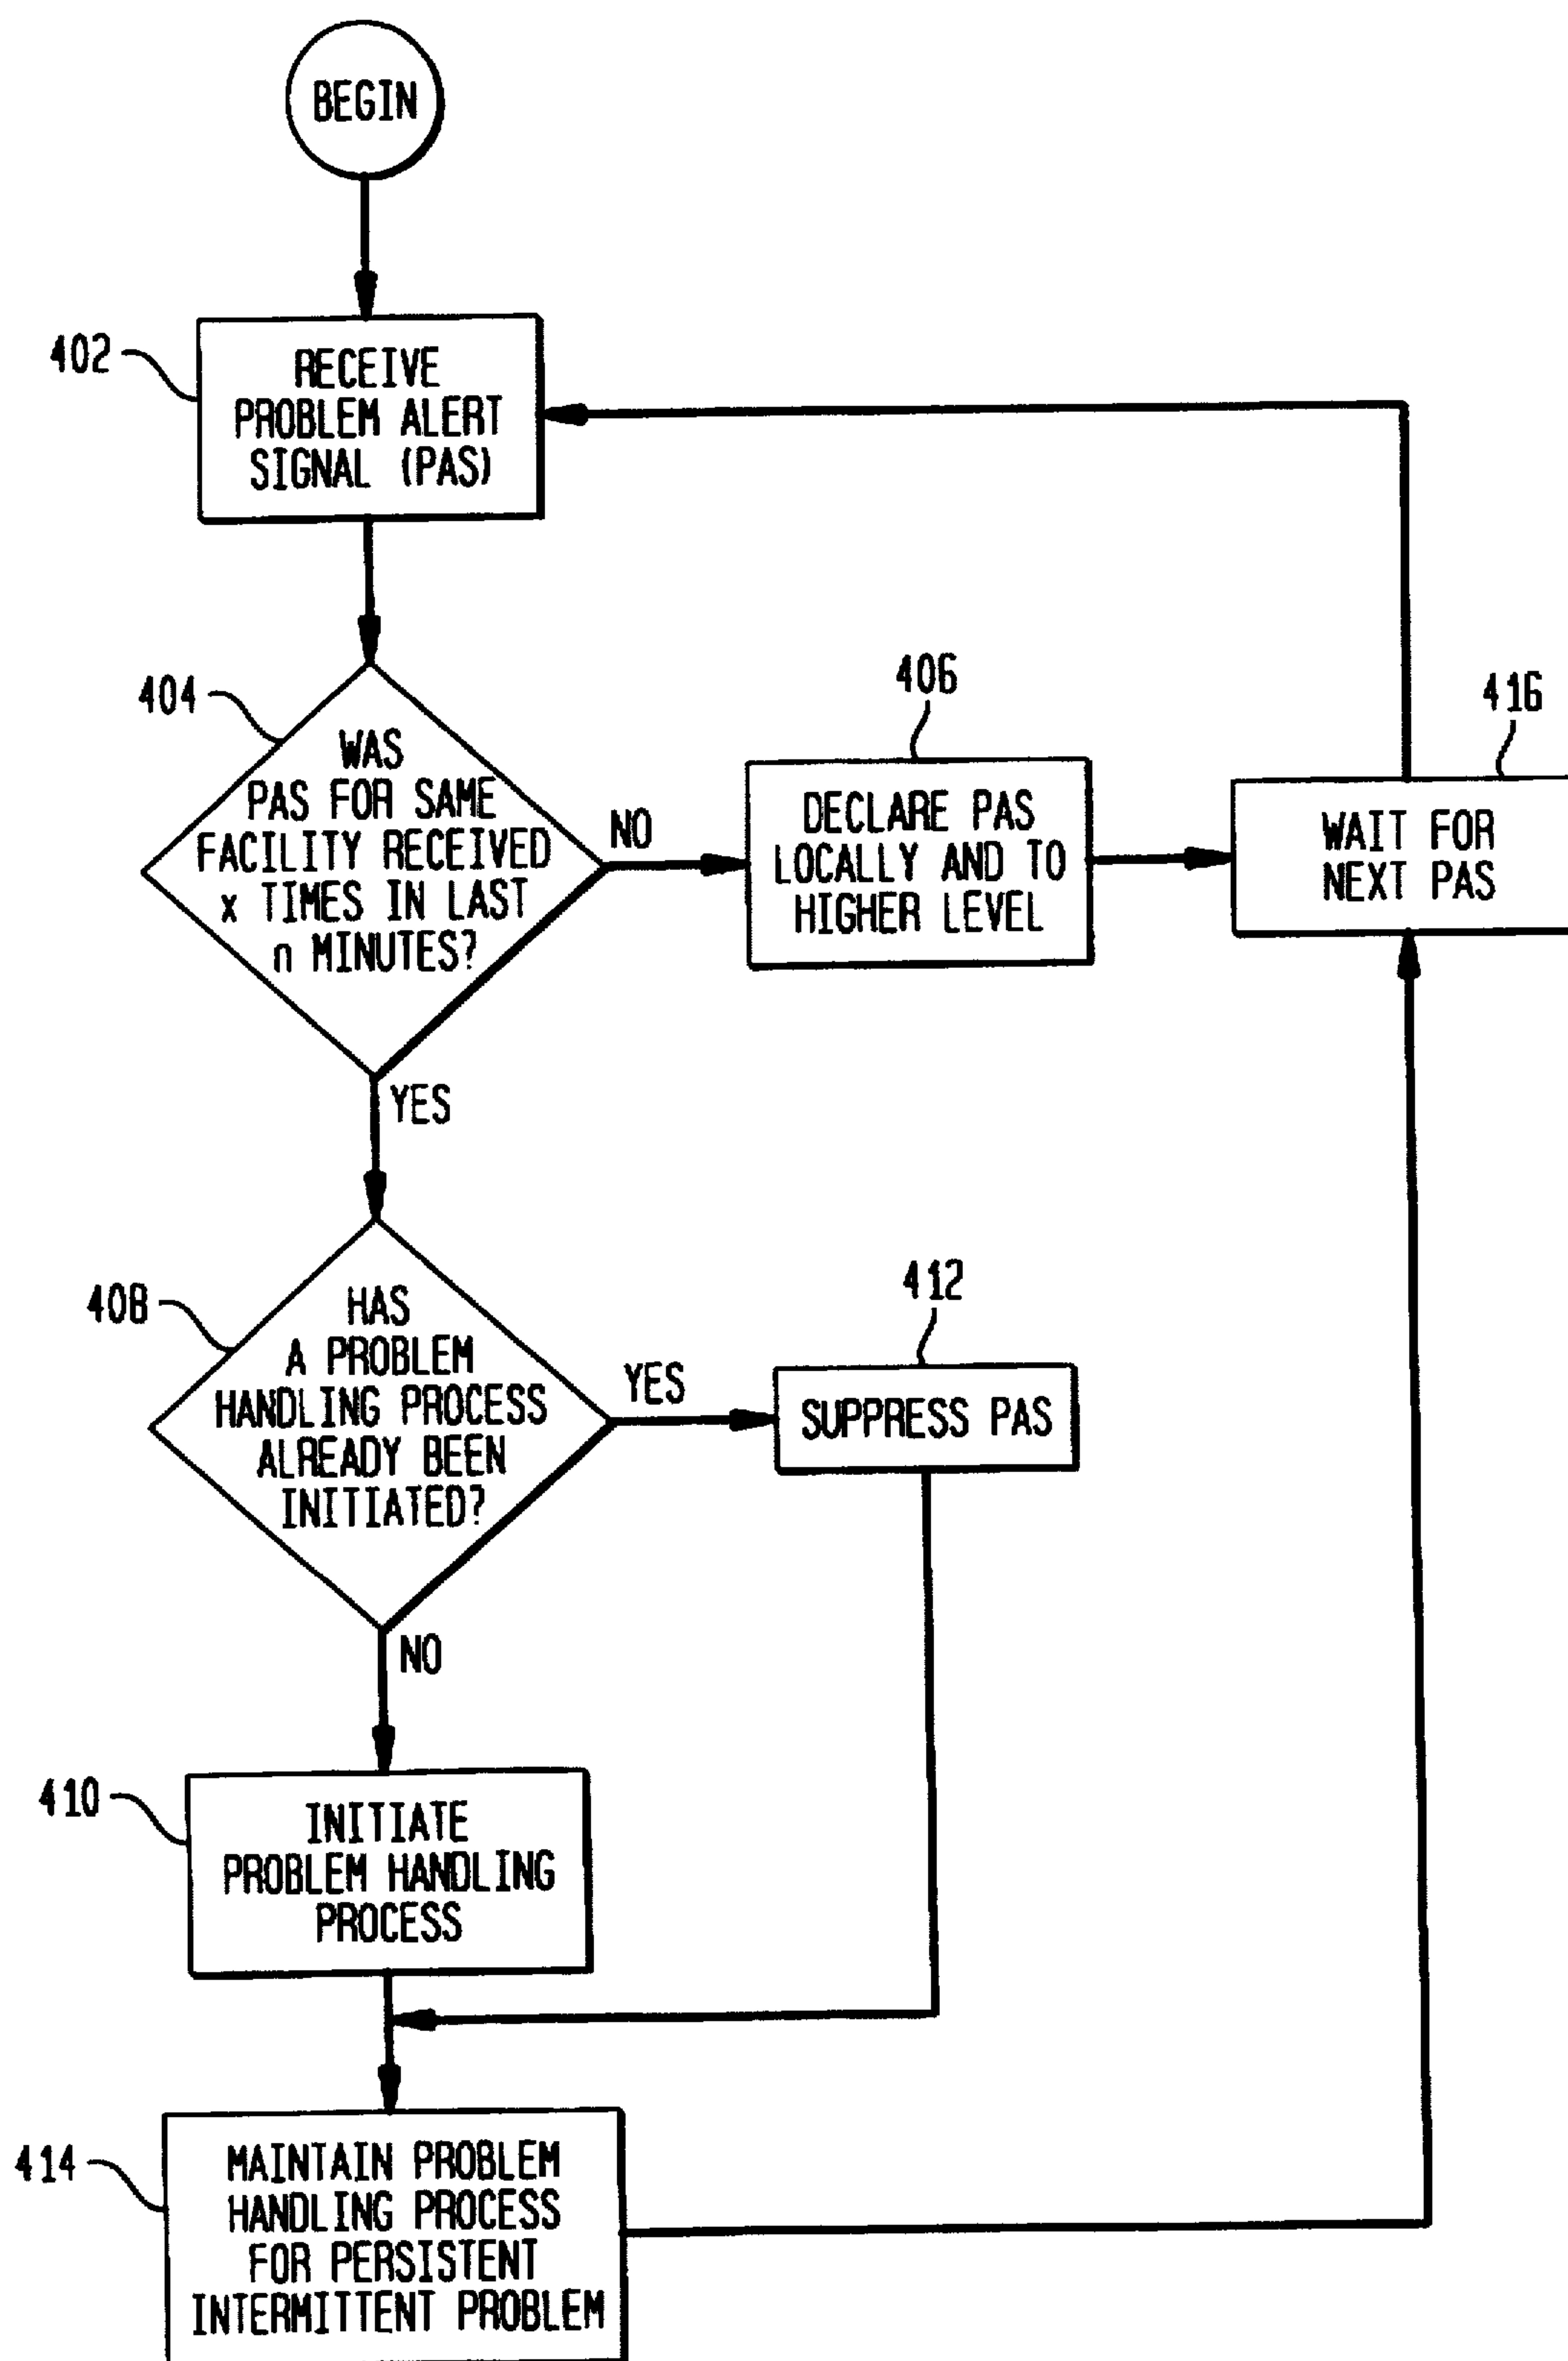 BEGIN
402
RECEIVE
PROBLEM ALERT
SIGNAL (PAS)
404
WAS
PAS FOR SAME
FACILITY RECEIVED
x TIMES IN LAST
n MINUTES?
NO
406
DECLARE PAS
LOCALLY AND TO
HIGHER LEVEL
416
WAIT FOR
NEXT PAS
YES
408
HAS
A PROBLEM
HANDLING PROCESS
ALREADY BEEN
INITIATED?
YES
412
SUPPRESS PAS
NO
410
INITIATE
PROBLEM HANDLING
PROCESS
414
MAINTAIN PROBLEM
HANDLING PROCESS
FOR PERSISTENT
INTERMITTENT PROBLEM